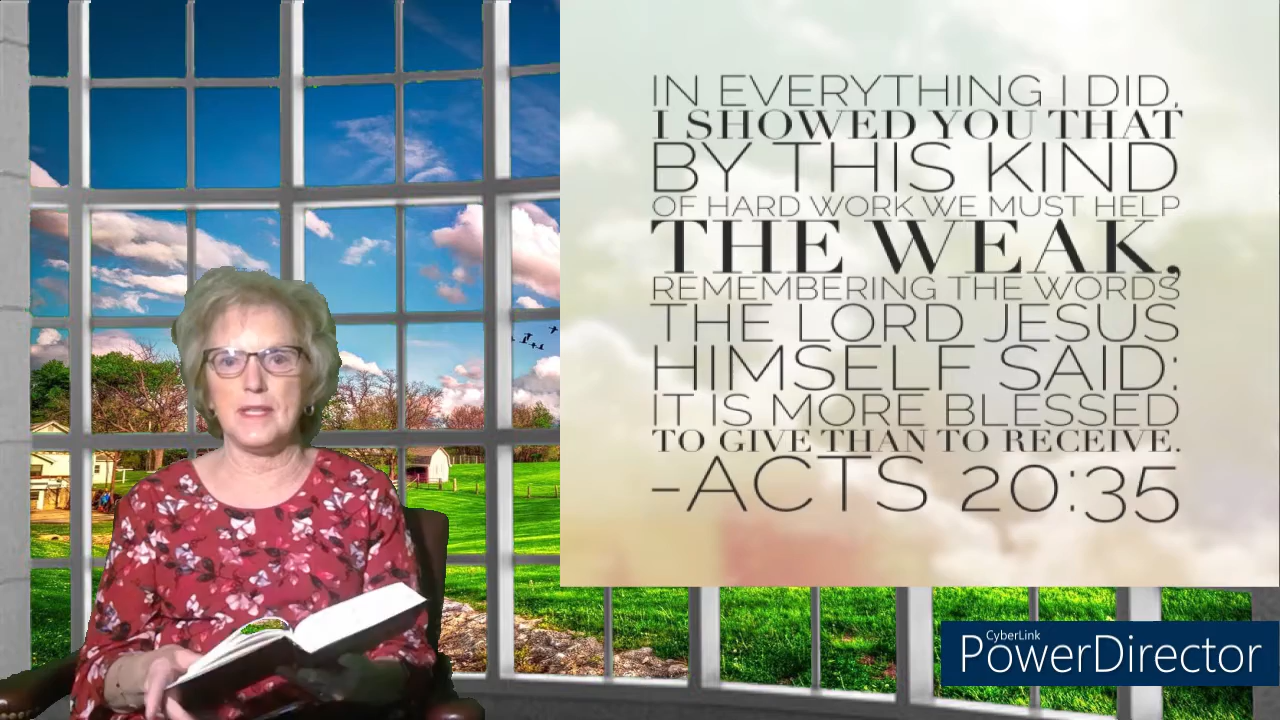 IN EVERYTHING I DID,
I SHOWED YOU THAT
BY THIS KIND
OF HARD WORK WE MUST HELP
THE WEAK,
REMEMBERING THE WORDS
THE LORD JESUS
HIMSELF SAID:
IT IS MORE BLESSED
TO GIVE THAN TO RECEIVE.
-ACTS 20:35
CyberLink
PowerDirector